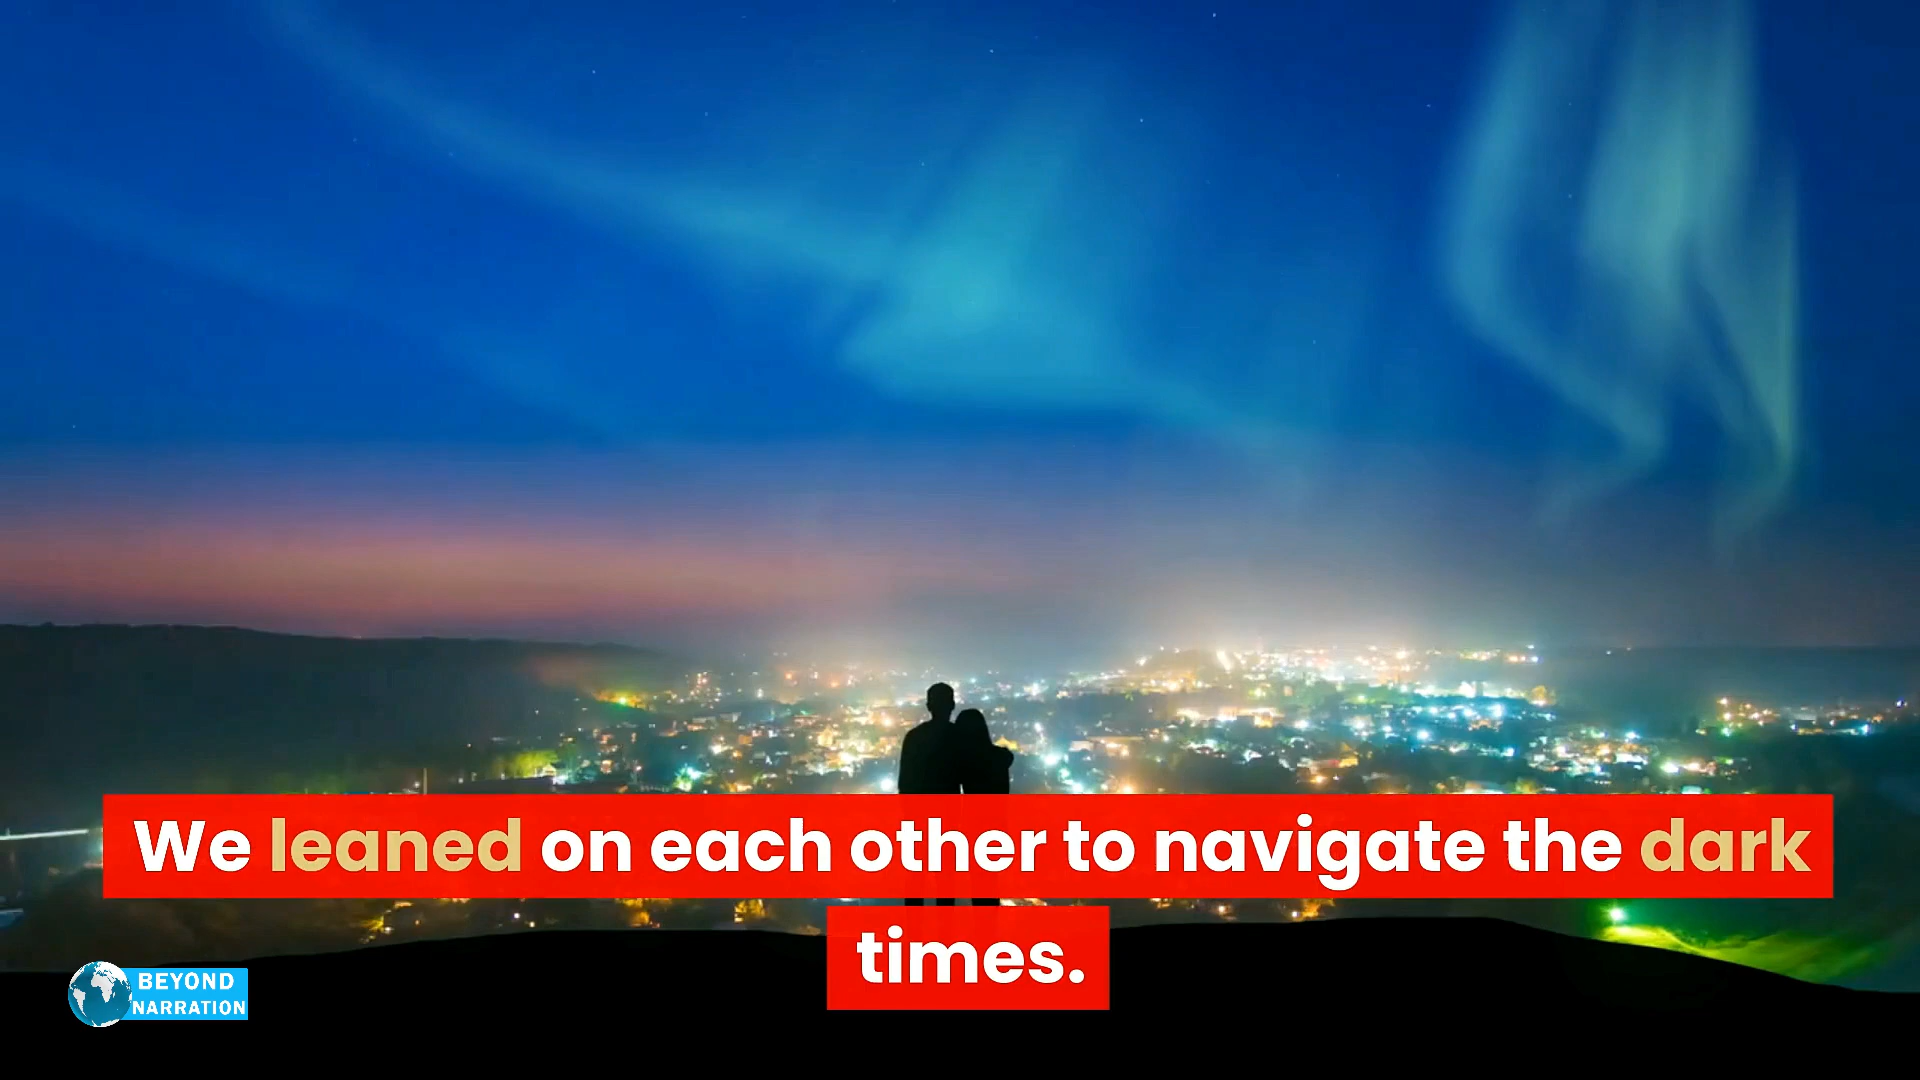 We leaned on each other to navigate the dark
times.
BEYOND
NARRATION